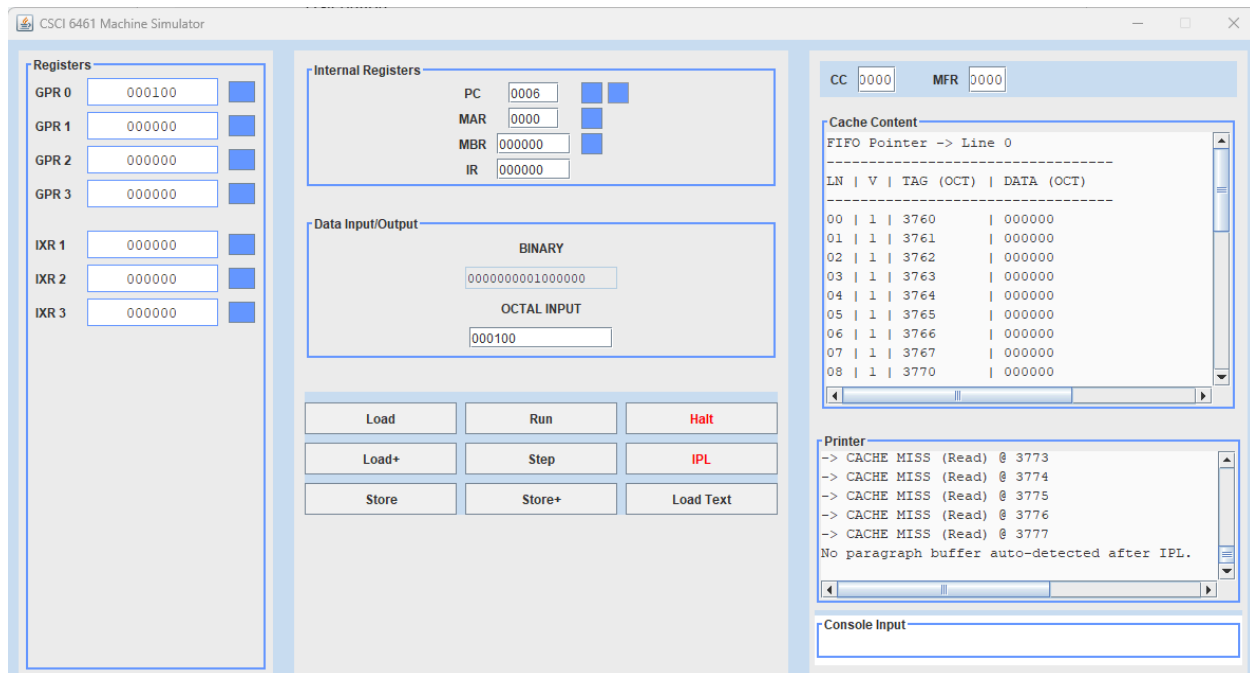 CSCI 6461 Machine Simulator
Registers
GPR 0 000100
GPR 1 000000
GPR 2 000000
GPR 3 000000
IXR 1 000000
IXR 2 000000
IXR 3 000000
Internal Registers
PC 0006
MAR 0000
MBR 000000
IR 000000
Data Input/Output
BINARY
0000000001000000
OCTAL INPUT
000100
Load Run Halt
Load+ Step IPL
Store Store+ Load Text
CC 0000 MFR 0000
Cache Content
FIFO Pointer -> Line 0
----------------------------------
LN | V | TAG (OCT) | DATA (OCT)
----------------------------------
00 | 1 | 3760 | 000000
01 | 1 | 3761 | 000000
02 | 1 | 3762 | 000000
03 | 1 | 3763 | 000000
04 | 1 | 3764 | 000000
05 | 1 | 3765 | 000000
06 | 1 | 3766 | 000000
07 | 1 | 3767 | 000000
08 | 1 | 3770 | 000000
Printer
-> CACHE MISS (Read) @ 3773
-> CACHE MISS (Read) @ 3774
-> CACHE MISS (Read) @ 3775
-> CACHE MISS (Read) @ 3776
-> CACHE MISS (Read) @ 3777
No paragraph buffer auto-detected after IPL.
Console Input